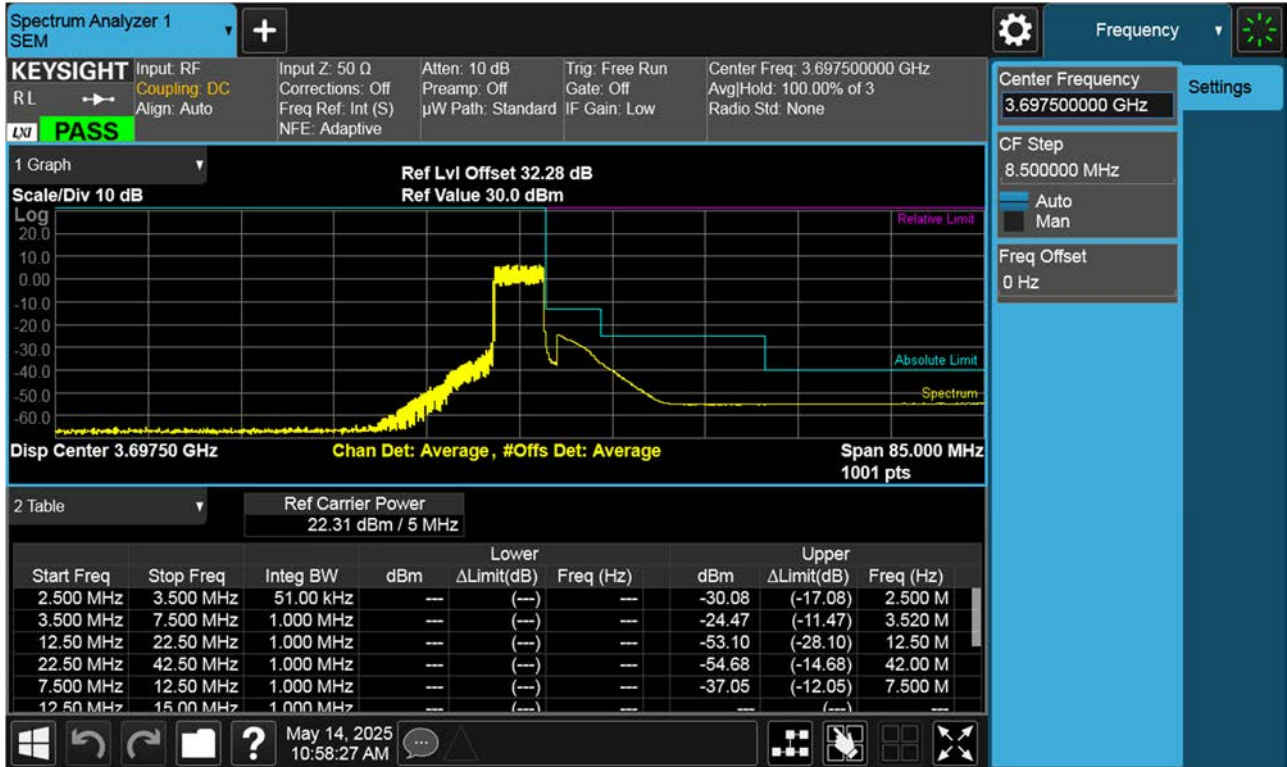 Spectrum Analyzer 1
SEM
Frequency
KEYSIGHT
RL
LXI PASS
Input: RF
Coupling: DC
Align: Auto
Input Z: 50 Ω
Corrections: Off
Freq Ref: Int (S)
NFE: Adaptive
Atten: 10 dB
Preamp: Off
µW Path: Standard
Trig: Free Run
Gate: Off
IF Gain: Low
Center Freq: 3.697500000 GHz
Avg|Hold: 100.00% of 3
Radio Std: None
Center Frequency
3.697500000 GHz
Settings
CF Step
8.500000 MHz
Auto
Man
Freq Offset
0 Hz
1 Graph
Scale/Div 10 dB
Ref Lvl Offset 32.28 dB
Ref Value 30.0 dBm
Log
20.0
10.0
0.00
-10.0
-20.0
-30.0
-40.0
-50.0
-60.0
Relative Limit
Absolute Limit
Spectrum
Disp Center 3.69750 GHz
Chan Det: Average, #Offs Det: Average
Span 85.000 MHz
1001 pts
2 Table
Ref Carrier Power
22.31 dBm / 5 MHz
Lower Upper
Start Freq Stop Freq Integ BW dBm ΔLimit(dB) Freq (Hz) dBm ΔLimit(dB) Freq (Hz)
2.500 MHz 3.500 MHz 51.00 kHz --- (---) --- -30.08 (-17.08) 2.500 M
3.500 MHz 7.500 MHz 1.000 MHz --- (---) --- -24.47 (-11.47) 3.520 M
12.50 MHz 22.50 MHz 1.000 MHz --- (---) --- -53.10 (-28.10) 12.50 M
22.50 MHz 42.50 MHz 1.000 MHz --- (---) --- -54.68 (-14.68) 42.00 M
7.500 MHz 12.50 MHz 1.000 MHz --- (---) --- -37.05 (-12.05) 7.500 M
12.50 MHz 15.00 MHz 1.000 MHz --- (---) --- --- (---) ---
?
May 14, 2025
10:58:27 AM